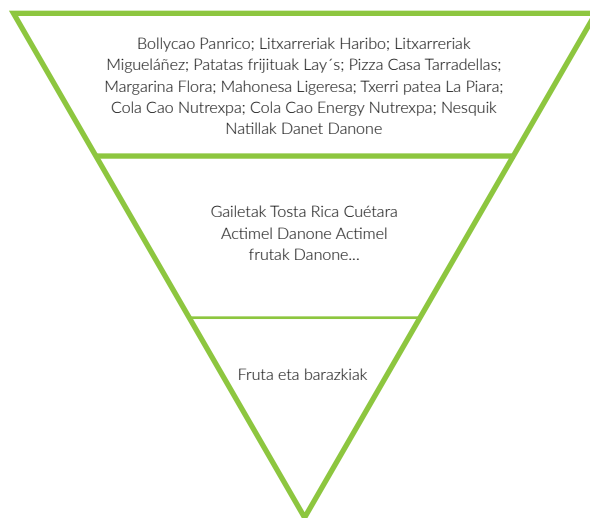 Bollycao Panrico; Litxarreriak Haribo; Litxarreriak
Migueláñez; Patatas frijituak Lay´s; Pizza Casa Tarradellas;
Margarina Flora; Mahonesa Ligeresa; Txerri patea La Piara;
Cola Cao Nutrexpa; Cola Cao Energy Nutrexpa; Nesquik
Natillak Danet Danone
Gailetak Tosta Rica Cuétara
Actimel Danone Actimel
frutak Danone...
Fruta eta barazkiak